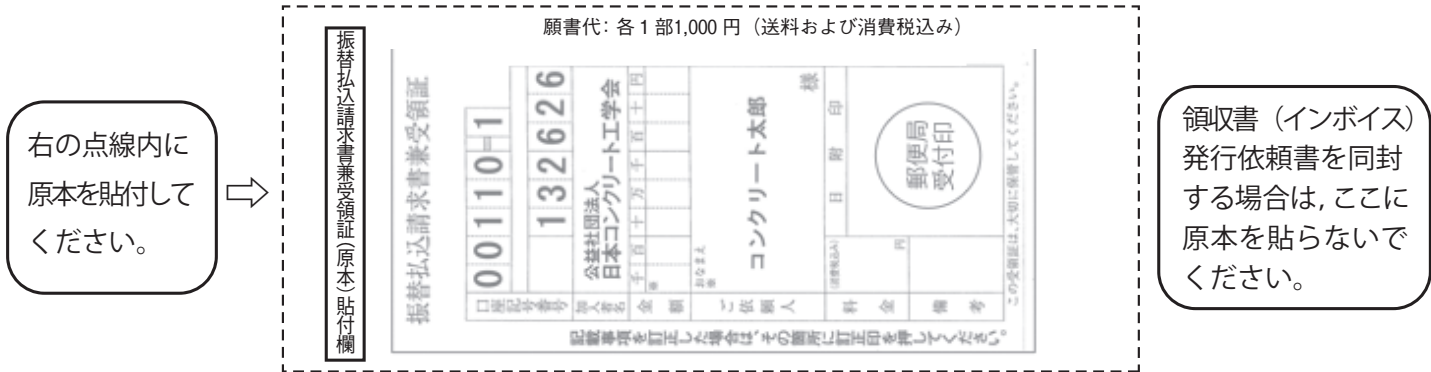 右の点線内に
原本を貼付して
ください。
願書代：各1部1,000円（送料および消費税込み）
振替払込請求書兼受領証（原本）貼付欄
振替払込請求書兼受領証
口座記号番号
00110=1
132626
加入者名
公益社団法人
日本コンクリート工学会
金額
千百十万千百十円
※
ご依頼人
おなまえ
※
コンクリート太郎
様
料金
（消費税込み）
円
日附印
備考
郵便局
受付印
この受領証は、大切に保管してください。
記載事項を訂正した場合は、その箇所に訂正印を押してください。
領収書（インボイス）
発行依頼書を同封
する場合は，ここに
原本を貼らないで
ください。